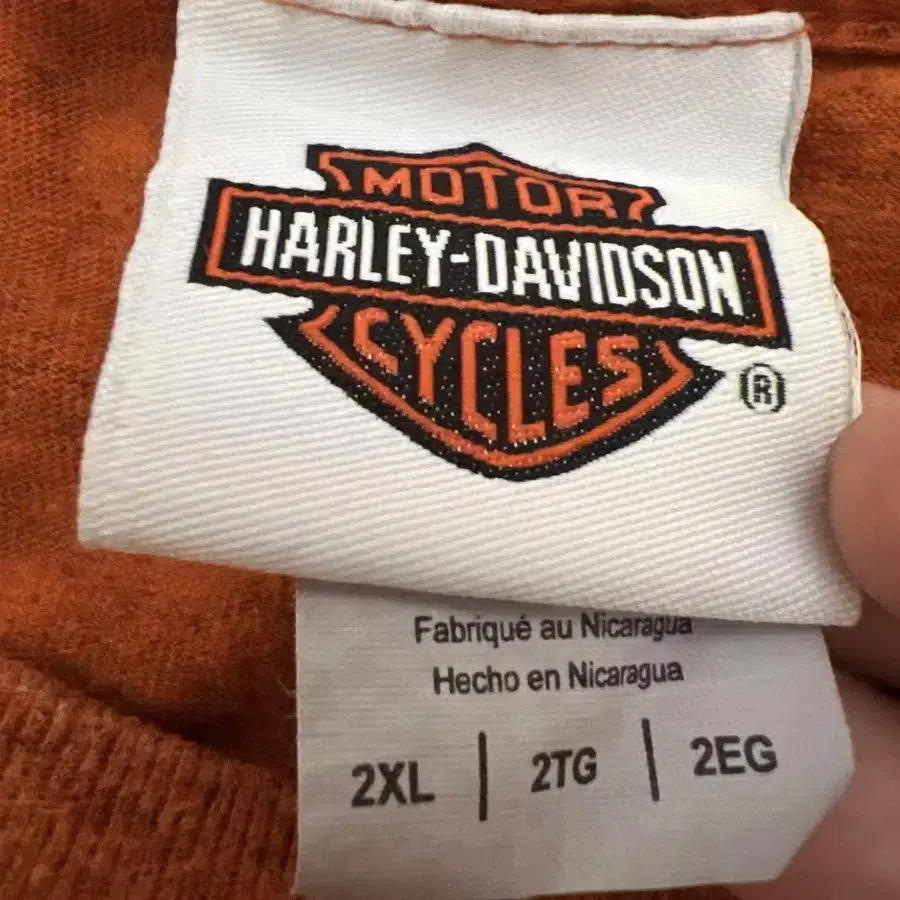 MOTOR
HARLEY-DAVIDSON
CYCLES
®
Fabriqué au Nicaragua
Hecho en Nicaragua
2XL | 2TG | 2EG